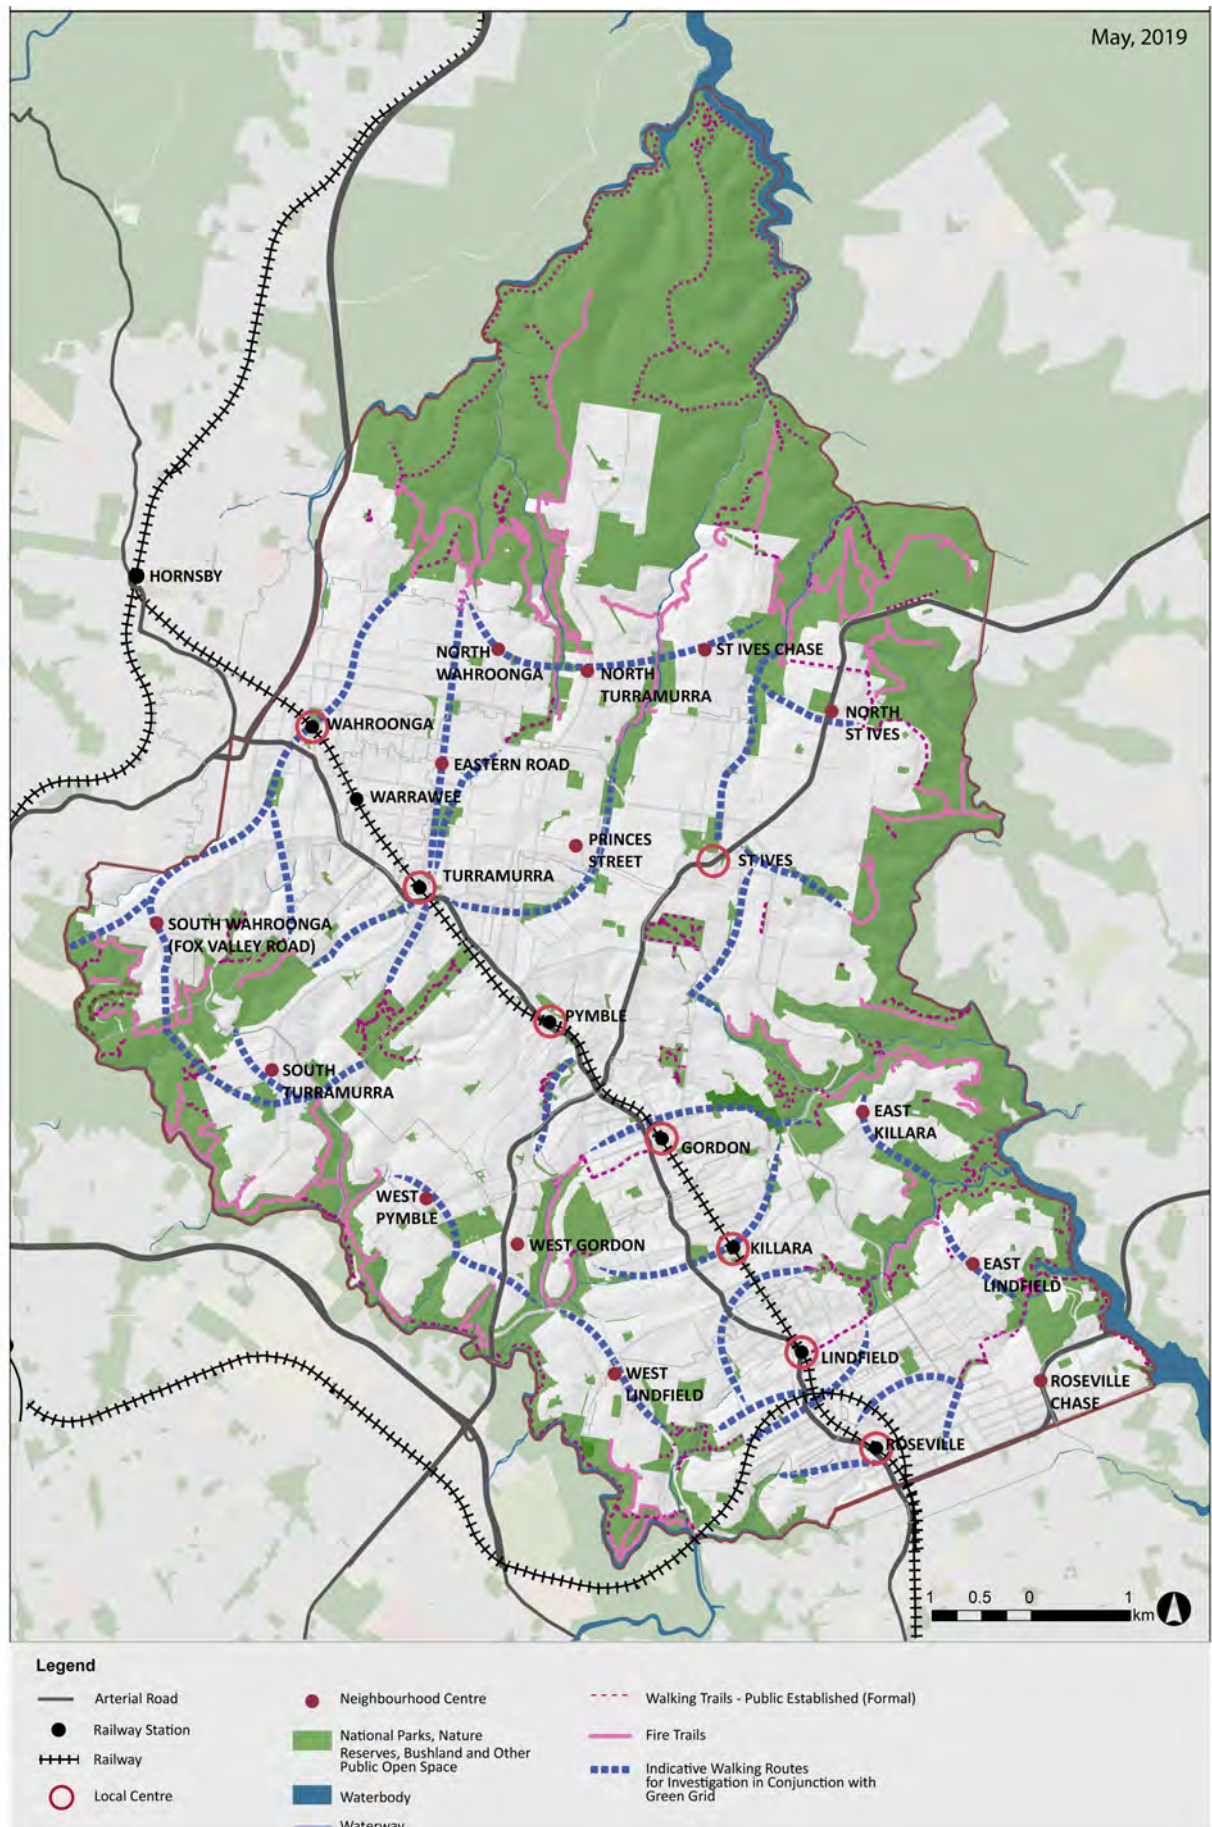 May, 2019
HORNSBY
NORTH
WAHROONGA
ST IVES CHASE
NORTH
TURRAMURRA
NORTH
ST IVES
WAHROONGA
EASTERN ROAD
WARRAWEE
PRINCES
STREET
ST IVES
TURRAMURRA
SOUTH WAHROONGA
(FOX VALLEY ROAD)
PYMBLE
SOUTH
TURRAMURRA
EAST
KILLARA
GORDON
WEST
PYMBLE
WEST GORDON
KILLARA
EAST
LINDFIELD
LINDFIELD
WEST
LINDFIELD
ROSEVILLE
CHASE
ROSEVILLE
1 0.5 0 1
km
Legend
Arterial Road
Railway Station
Railway
Local Centre
Neighbourhood Centre
National Parks, Nature
Reserves, Bushland and Other
Public Open Space
Waterbody
Waterway
Walking Trails - Public Established (Formal)
Fire Trails
Indicative Walking Routes
for Investigation in Conjunction with
Green Grid